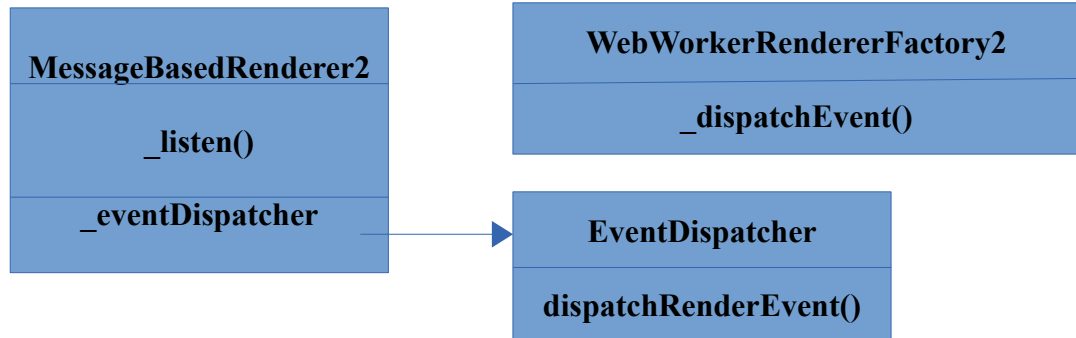 MessageBasedRenderer2
_listen()
_eventDispatcher
WebWorkerRendererFactory2
_dispatchEvent()
EventDispatcher
dispatchRenderEvent()